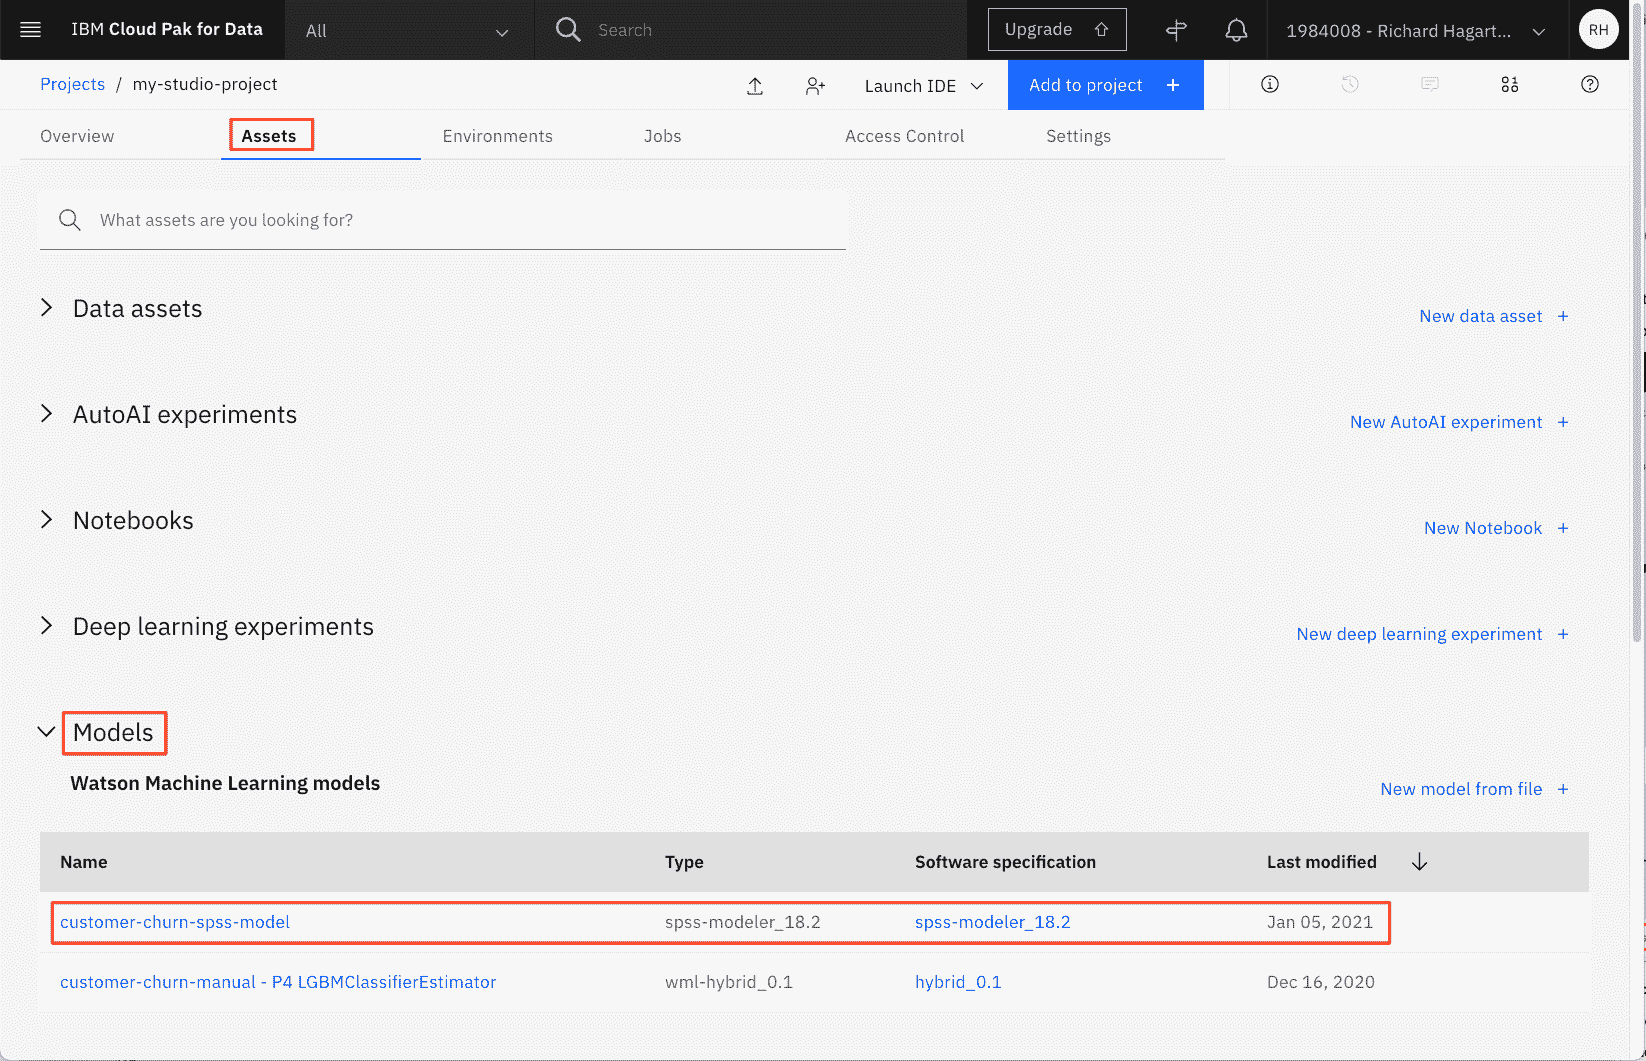 IBM Cloud Pak for Data All Search Upgrade 1984008 - Richard Hagart... RH
Projects / my-studio-project Launch IDE Add to project +
Overview Assets Environments Jobs Access Control Settings
What assets are you looking for?
Data assets
New data asset +
AutoAI experiments
New AutoAI experiment +
Notebooks
New Notebook +
Deep learning experiments
New deep learning experiment +
Models
Watson Machine Learning models
New model from file +
Name Type Software specification Last modified
customer-churn-spss-model spss-modeler_18.2 spss-modeler_18.2 Jan 05, 2021
customer-churn-manual - P4 LGBMClassifierEstimator wml-hybrid_0.1 hybrid_0.1 Dec 16, 2020